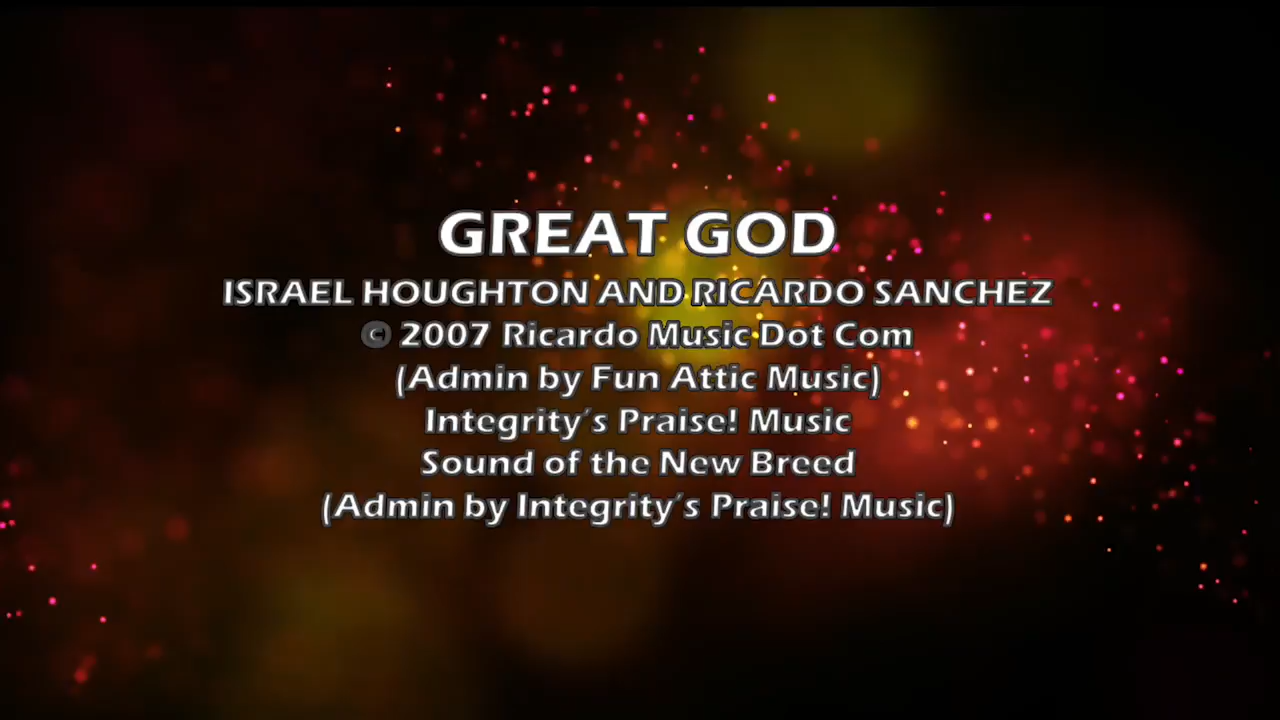 GREAT GOD
ISRAEL HOUGHTON AND RICARDO SANCHEZ
© 2007 Ricardo Music Dot Com
(Admin by Fun Attic Music)
Integrity's Praise! Music
Sound of the New Breed
(Admin by Integrity's Praise! Music)